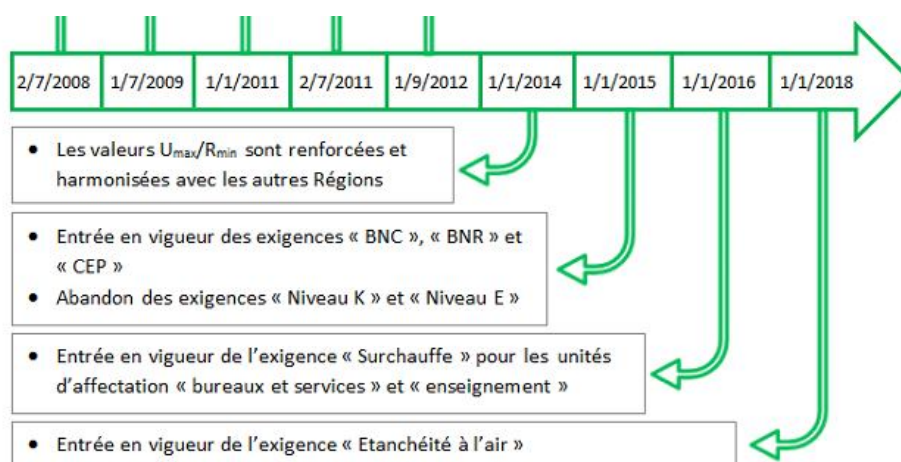 2/7/2008 1/7/2009 1/1/2011 2/7/2011 1/9/2012 1/1/2014 1/1/2015 1/1/2016 1/1/2018
• Les valeurs Umax/Rmin sont renforcées et
harmonisées avec les autres Régions
• Entrée en vigueur des exigences « BNC », « BNR » et
« CEP »
• Abandon des exigences « Niveau K » et « Niveau E »
• Entrée en vigueur de l’exigence « Surchauffe » pour les unités
d’affectation « bureaux et services » et « enseignement »
• Entrée en vigueur de l’exigence « Etanchéité à l’air »